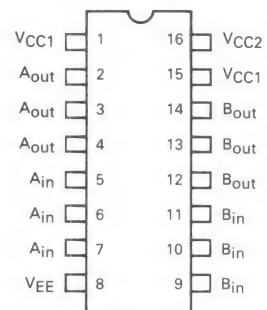 VCC1 1 16 VCC2
Aout 2 15 VCC1
Aout 3 14 Bout
Aout 4 13 Bout
Ain 5 12 Bout
Ain 6 11 Bin
Ain 7 10 Bin
VEE 8 9 Bin